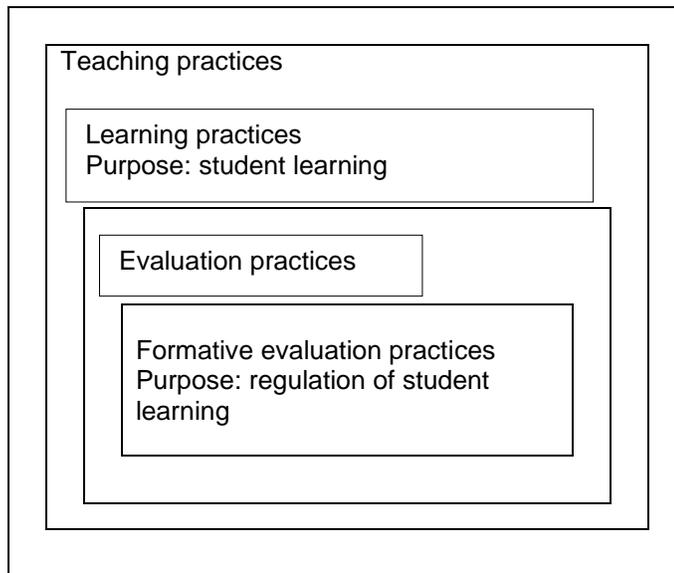 Teaching practices
Learning practices
Purpose: student learning
Evaluation practices
Formative evaluation practices
Purpose: regulation of student
learning